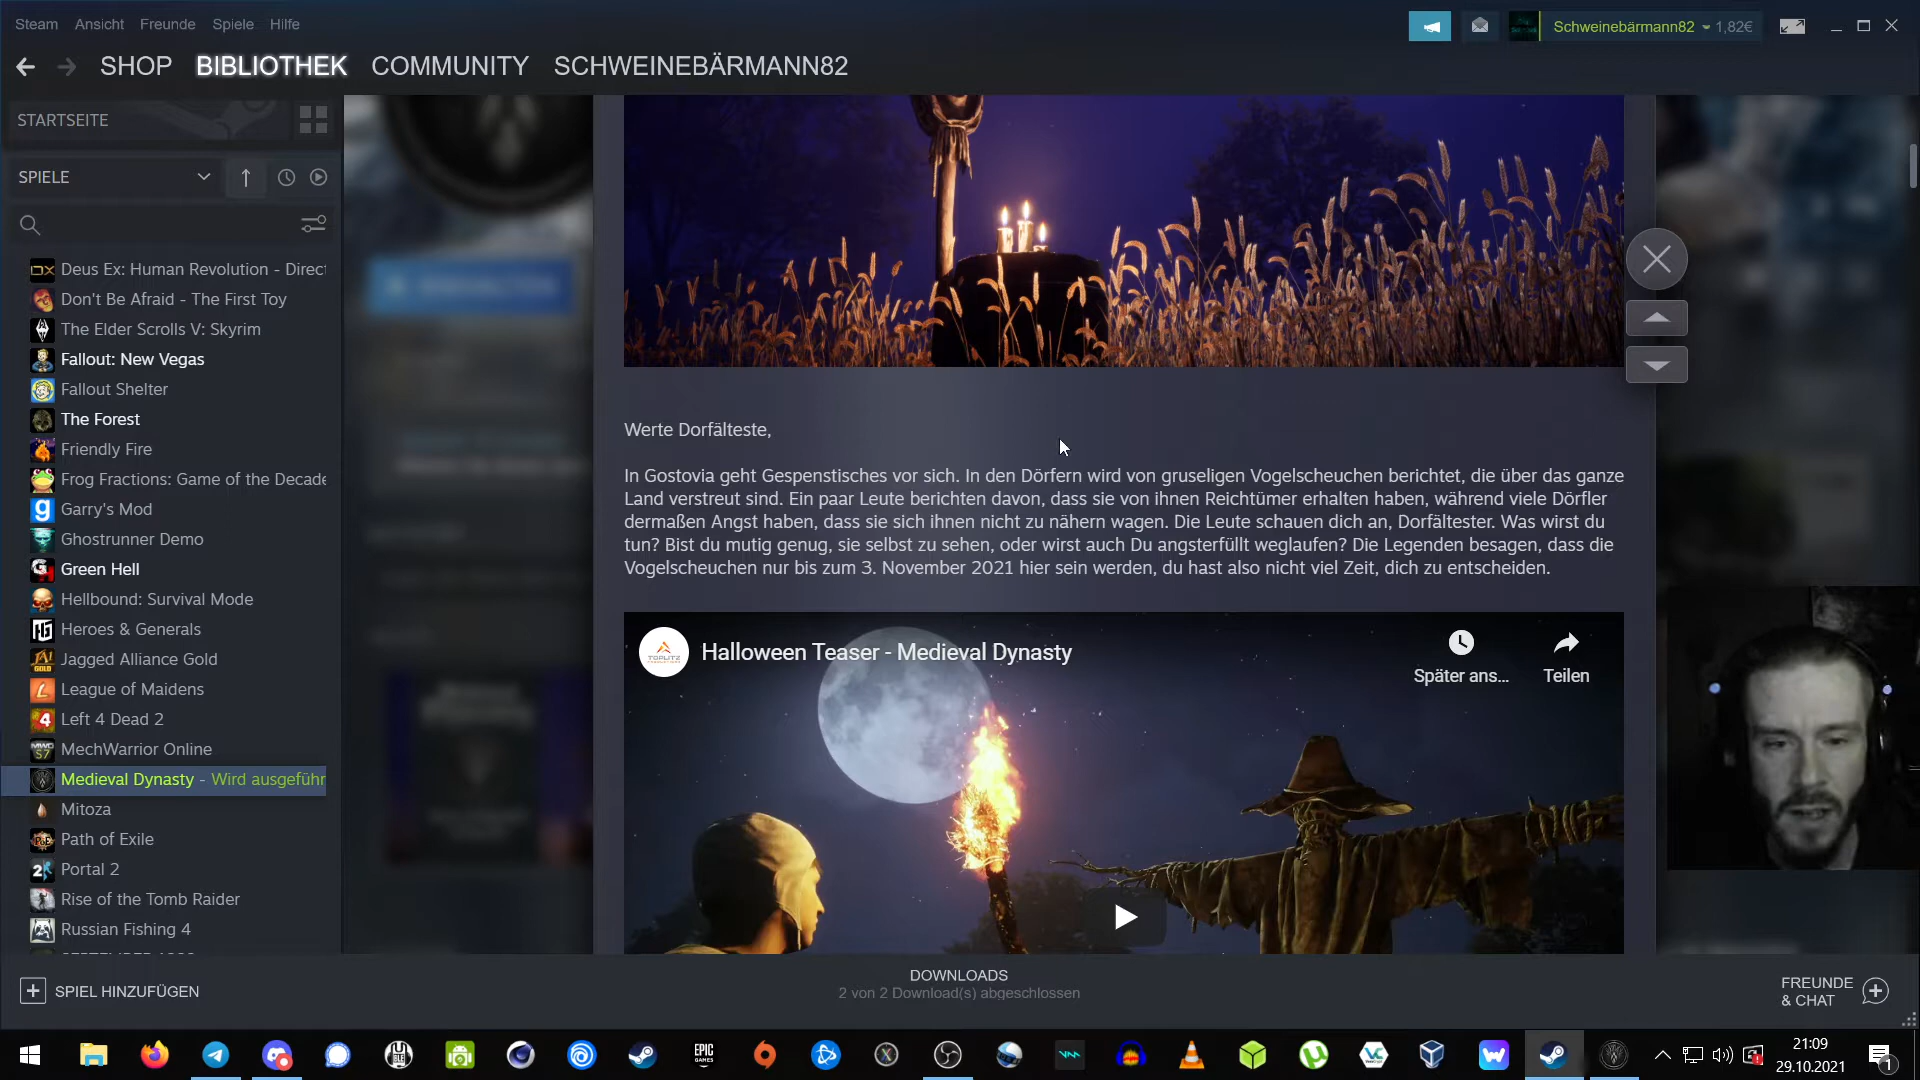 Steam Ansicht Freunde Spiele Hilfe
Schweinebärmann82 1,82€
SHOP BIBLIOTHEK COMMUNITY SCHWEINEBÄRMANN82
STARTSEITE
SPIELE
Deus Ex: Human Revolution - Direct
Don't Be Afraid - The First Toy
The Elder Scrolls V: Skyrim
Fallout: New Vegas
Fallout Shelter
The Forest
Friendly Fire
Frog Fractions: Game of the Decade
Garry's Mod
Ghostrunner Demo
Green Hell
Hellbound: Survival Mode
Heroes & Generals
Jagged Alliance Gold
League of Maidens
Left 4 Dead 2
MechWarrior Online
Medieval Dynasty - Wird ausgeführ
Mitoza
Path of Exile
Portal 2
Rise of the Tomb Raider
Russian Fishing 4
Werte Dorfälteste,
In Gostovia geht Gespenstisches vor sich. In den Dörfern wird von gruseligen Vogelscheuchen berichtet, die über das ganze
Land verstreut sind. Ein paar Leute berichten davon, dass sie von ihnen Reichtümer erhalten haben, während viele Dörfler
dermaßen Angst haben, dass sie sich ihnen nicht zu nähern wagen. Die Leute schauen dich an, Dorfältester. Was wirst du
tun? Bist du mutig genug, sie selbst zu sehen, oder wirst auch Du angsterfüllt weglaufen? Die Legenden besagen, dass die
Vogelscheuchen nur bis zum 3. November 2021 hier sein werden, du hast also nicht viel Zeit, dich zu entscheiden.
TOPLITZ
Halloween Teaser - Medieval Dynasty
Später ans...
Teilen
SPIEL HINZUFÜGEN
DOWNLOADS
2 von 2 Download(s) abgeschlossen
FREUNDE
& CHAT
EPIC
GAMES
21:09
29.10.2021
1